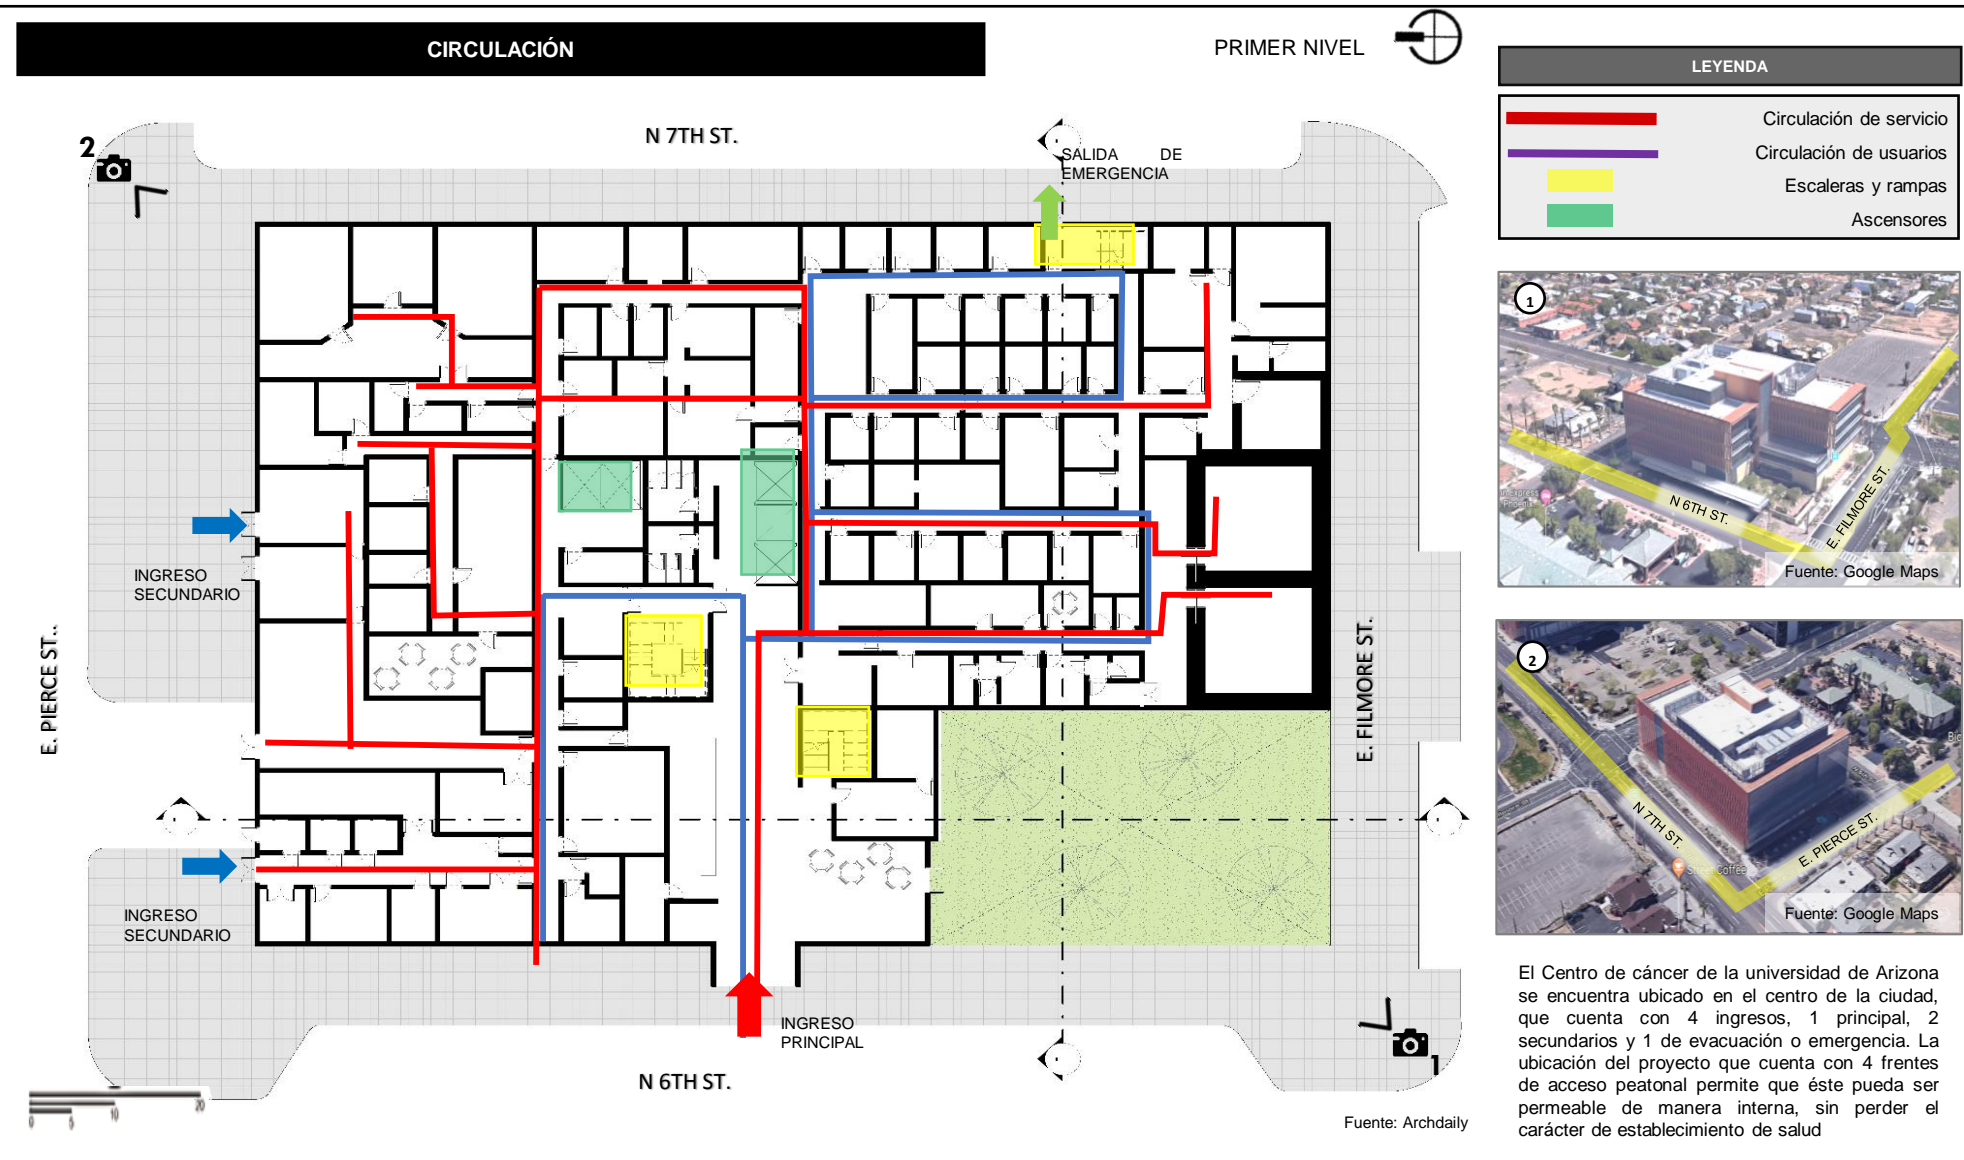 CIRCULACIÓN
PRIMER NIVEL
LEYENDA
Circulación de servicio
Circulación de usuarios
Escaleras y rampas
Ascensores
N 7TH ST.
2
SALIDA DE
EMERGENCIA
INGRESO
SECUNDARIO
E. PIERCE ST..
E. FILMORE ST.
INGRESO
SECUNDARIO
INGRESO
PRINCIPAL
N 6TH ST.
1
0 5 10 20
Fuente: Archdaily
1
N 6TH ST.
E. FILMORE ST.
Fuente: Google Maps
2
N 7TH ST.
E. PIERCE ST.
Fuente: Google Maps
El Centro de cáncer de la universidad de Arizona
se encuentra ubicado en el centro de la ciudad,
que cuenta con 4 ingresos, 1 principal, 2
secundarios y 1 de evacuación o emergencia. La
ubicación del proyecto que cuenta con 4 frentes
de acceso peatonal permite que éste pueda ser
permeable de manera interna, sin perder el
carácter de establecimiento de salud